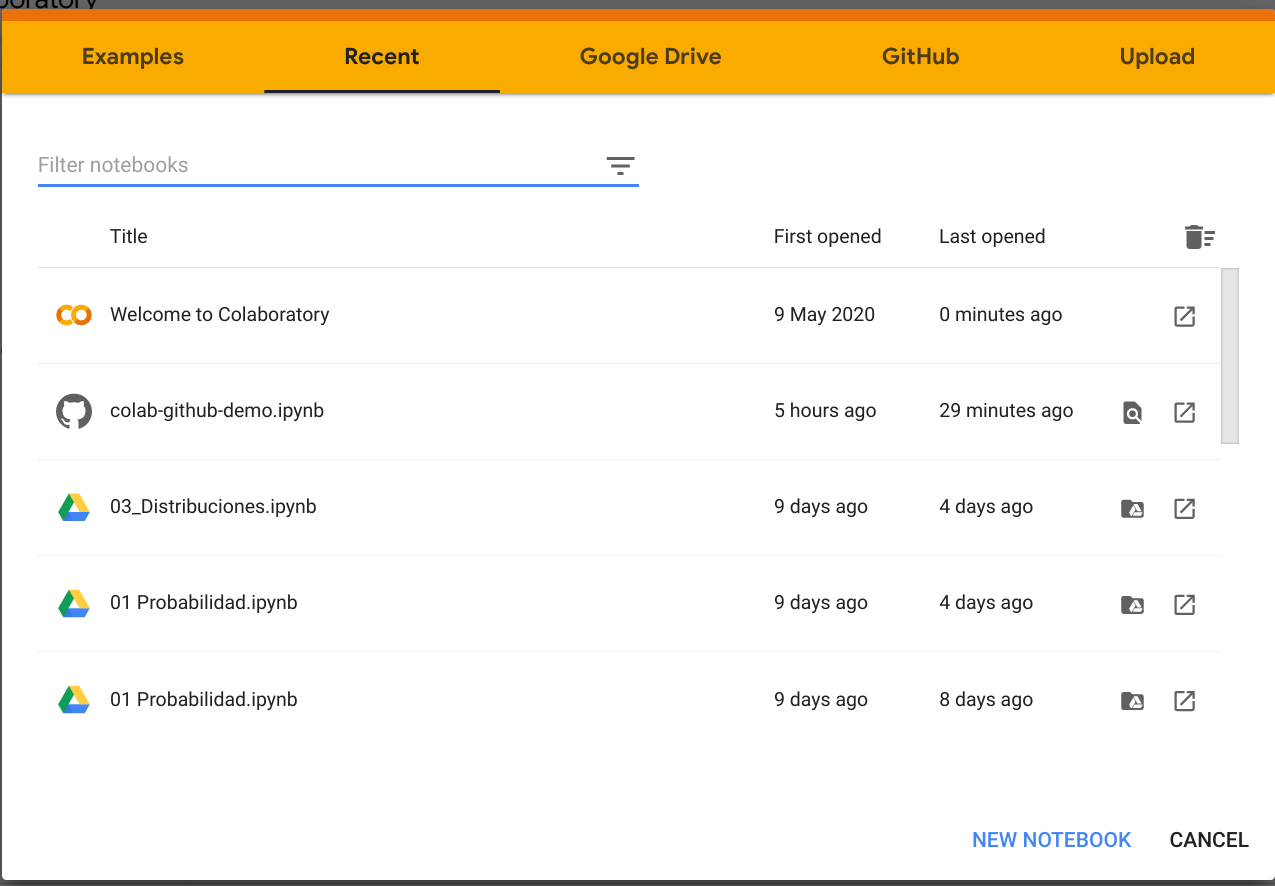 boratory
Examples Recent Google Drive GitHub Upload
Filter notebooks
Title First opened Last opened
Welcome to Colaboratory 9 May 2020 0 minutes ago
colab-github-demo.ipynb 5 hours ago 29 minutes ago
03_Distribuciones.ipynb 9 days ago 4 days ago
01 Probabilidad.ipynb 9 days ago 4 days ago
01 Probabilidad.ipynb 9 days ago 8 days ago
NEW NOTEBOOK CANCEL